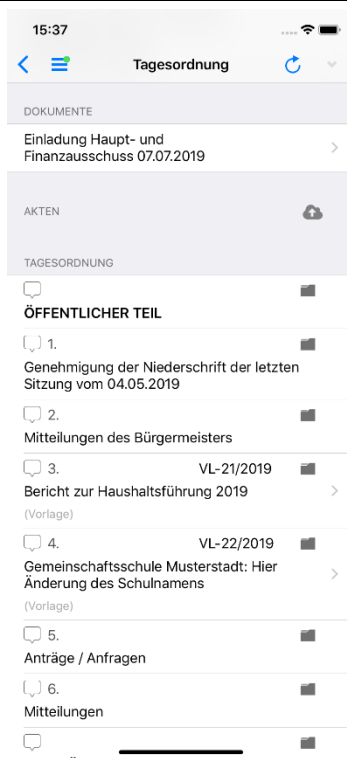 15:37
Tagesordnung
DOKUMENTE
Einladung Haupt- und
Finanzausschuss 07.07.2019
AKTEN
TAGESORDNUNG
ÖFFENTLICHER TEIL
1.
Genehmigung der Niederschrift der letzten
Sitzung vom 04.05.2019
2.
Mitteilungen des Bürgermeisters
3. VL-21/2019
Bericht zur Haushaltsführung 2019
(Vorlage)
4. VL-22/2019
Gemeinschaftsschule Musterstadt: Hier
Änderung des Schulnamens
(Vorlage)
5.
Anträge / Anfragen
6.
Mitteilungen